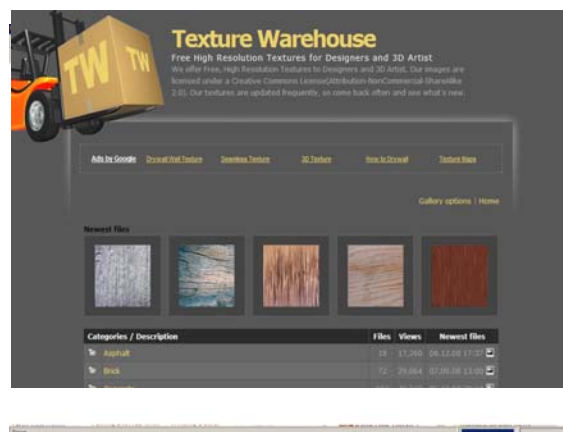 TW TW
Texture Warehouse
Free High Resolution Textures for Designers and 3D Artist
We offer Free, High Resolution Textures to Designers and 3D Artist. Our images are
licensed under a Creative Commons License(Attribution-NonCommercial-ShareAlike
2.0). Our textures are updated frequently, so come back often and see what's new.
Ads by Google Drywall Wall Texture Seamless Texture 3D Texture How to Drywall Texture Maps
Gallery options | Home
Newest files
Categories / Description Files Views Newest files
Asphalt 18 17,260 06.12.08 17:37
Brick 72 29,064 07.09.08 13:00